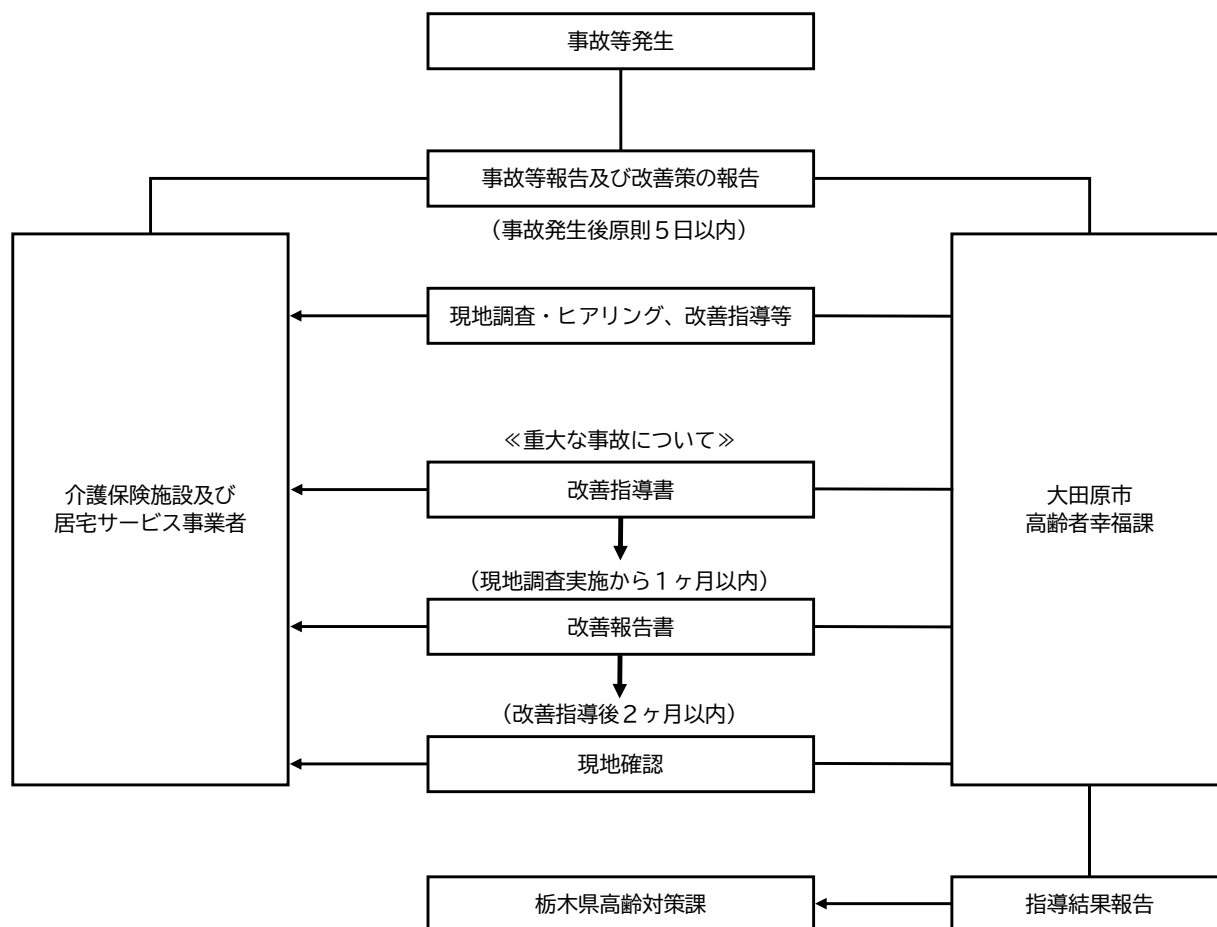 事故等発生
事故等報告及び改善策の報告
（事故発生後原則５日以内）
現地調査・ヒアリング、改善指導等
≪重大な事故について≫
改善指導書
介護保険施設及び
居宅サービス事業者
大田原市
高齢者幸福課
（現地調査実施から１ヶ月以内）
改善報告書
（改善指導後２ヶ月以内）
現地確認
栃木県高齢対策課
指導結果報告